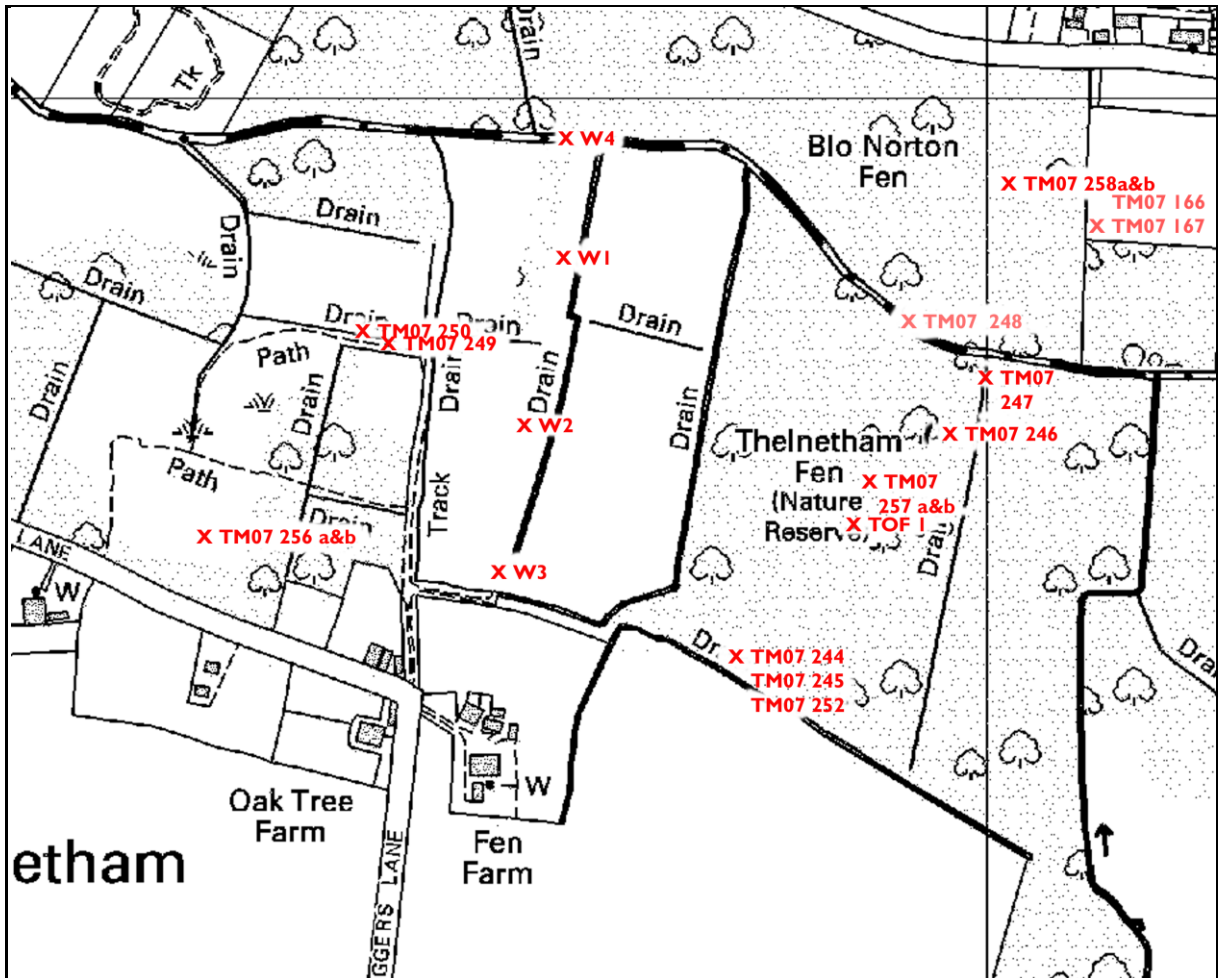 Drain
Tk
X W4
Blo Norton
Fen
X TM07 258a&b
TM07 166
X TM07 167
Drain
Drain
X W1
Drain
Drain
Drain
Drain
X TM07 250
X TM07 249
X TM07 248
Path
Drain
Drain
Drain
Drain
Drain
X TM07
247
X W2
X TM07 246
Thelnetham
Fen
(Nature
Reserve)
X TM07
257 a&b
X TOF 1
Path
Track
Drain
X TM07 256 a&b
LANE
W
X W3
X TM07 244
TM07 245
TM07 252
W
Oak Tree
Farm
Fen
Farm
etham
GGERS LANE